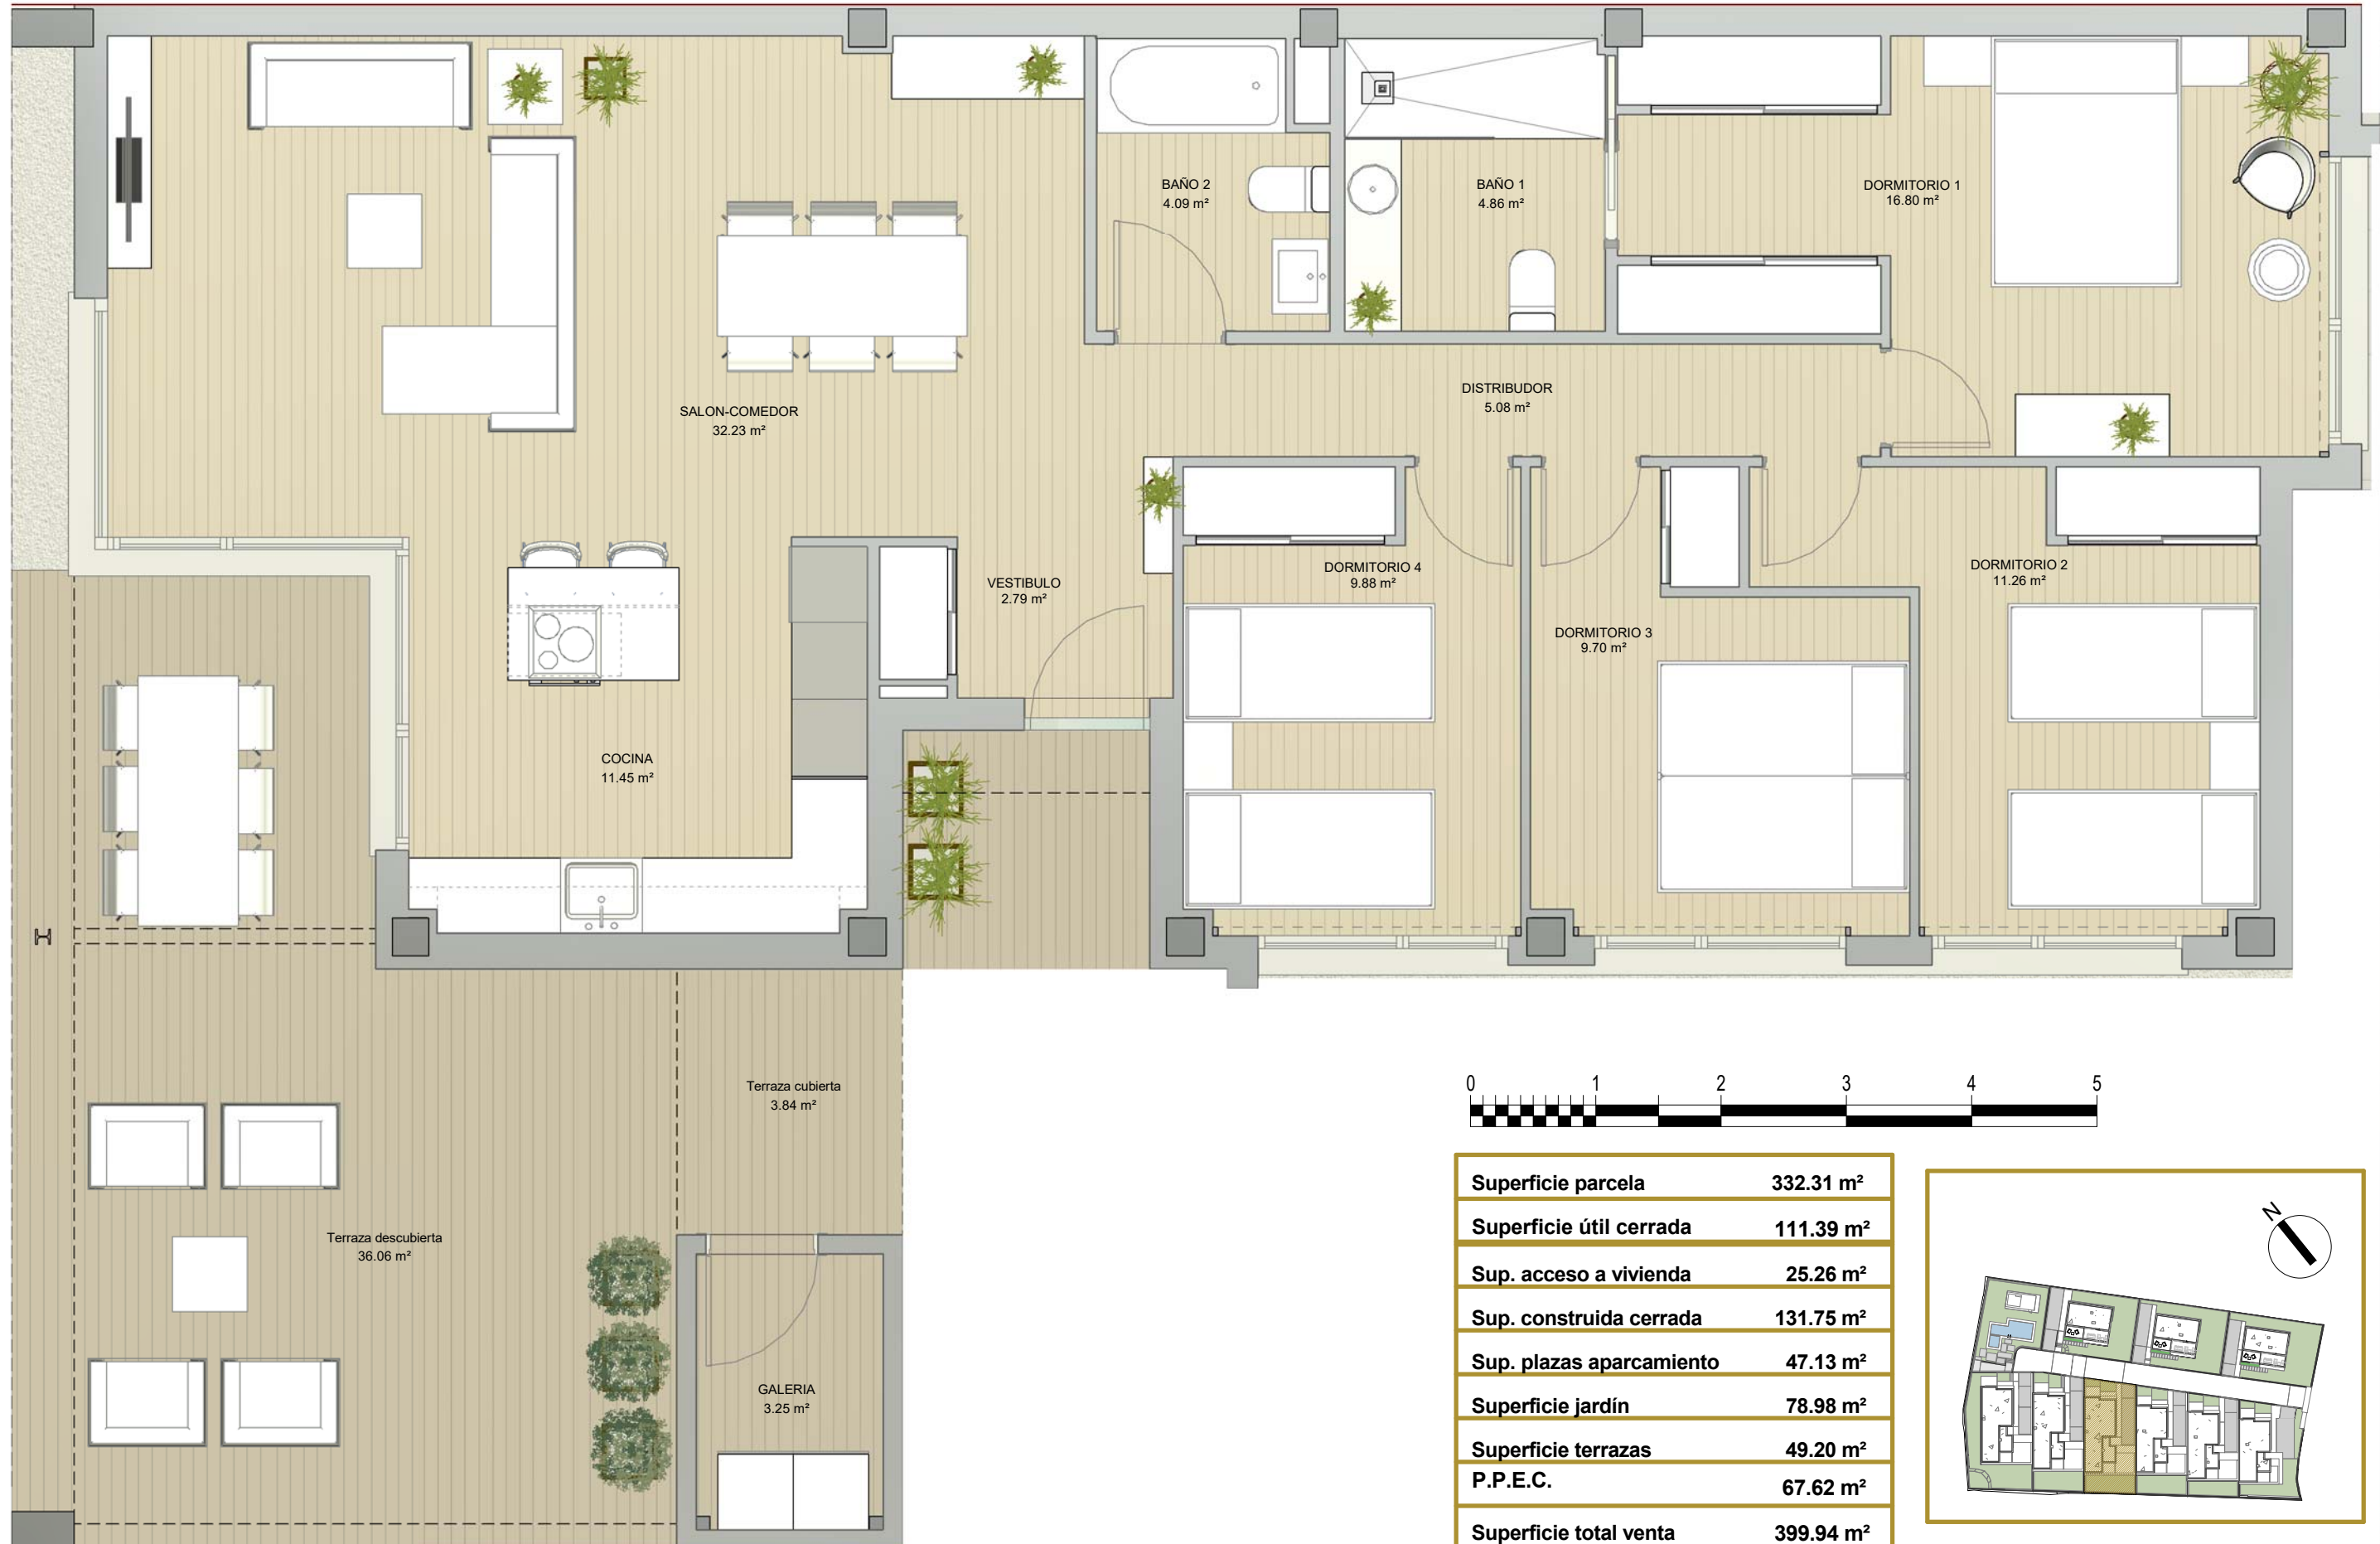 BAÑO 2
4.09 m²
BAÑO 1
4.86 m²
DORMITORIO 1
16.80 m²
SALON-COMEDOR
32.23 m²
DISTRIBUDOR
5.08 m²
VESTIBULO
2.79 m²
DORMITORIO 4
9.88 m²
DORMITORIO 3
9.70 m²
DORMITORIO 2
11.26 m²
COCINA
11.45 m²
Terraza cubierta
3.84 m²
Terraza descubierta
36.06 m²
GALERIA
3.25 m²
0 1 2 3 4 5
Superficie parcela 332.31 m²
Superficie útil cerrada 111.39 m²
Sup. acceso a vivienda 25.26 m²
Sup. construida cerrada 131.75 m²
Sup. plazas aparcamiento 47.13 m²
Superficie jardín 78.98 m²
Superficie terrazas 49.20 m²
P.P.E.C. 67.62 m²
Superficie total venta 399.94 m²
N